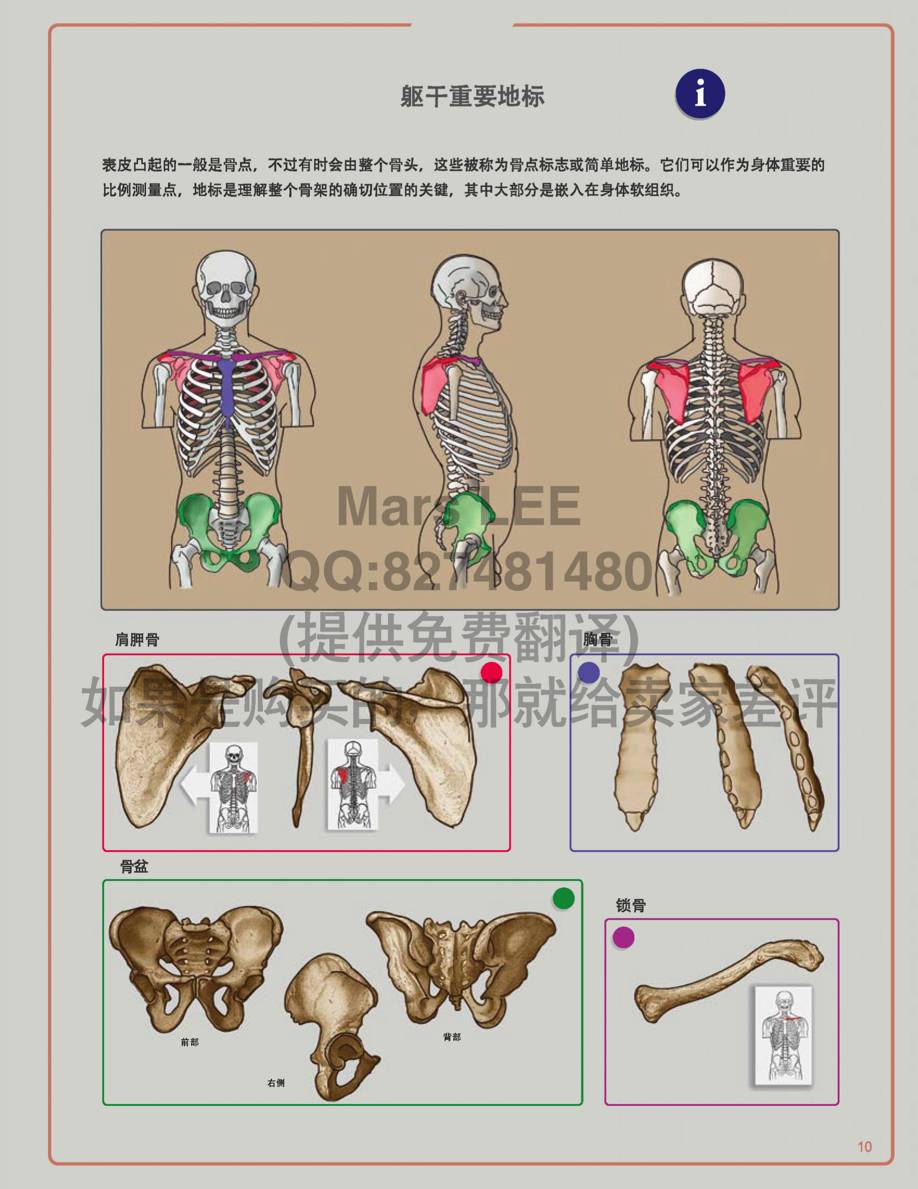 躯干重要地标
i
表皮凸起的一般是骨点，不过有时会由整个骨头，这些被称为骨点标志或简单地标。它们可以作为身体重要的
比例测量点，地标是理解整个骨架的确切位置的关键，其中大部分是嵌入在身体软组织。
Mars LEE
QQ:827481480
(提供免费翻译)
肩胛骨
胸骨
如果是购买的，那就给卖家差评
骨盆
锁骨
前部
背部
右侧
10